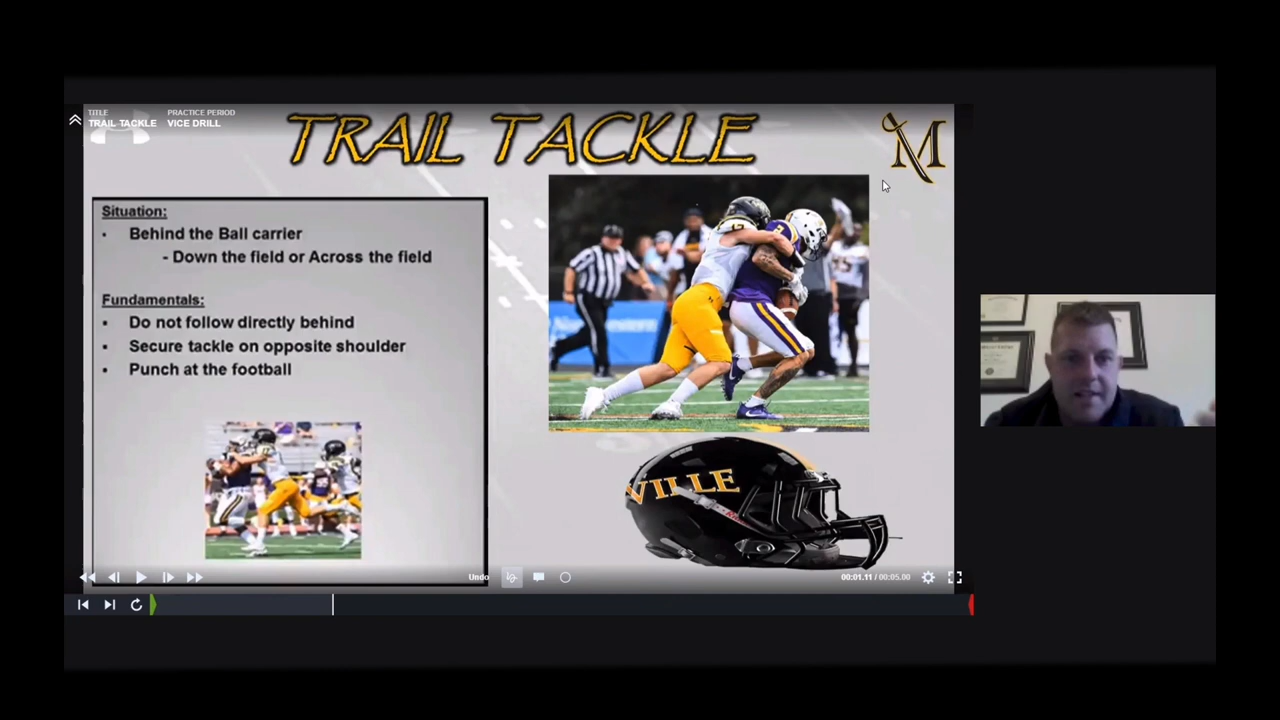 TITLE
PRACTICE PERIOD
TRAIL TACKLE
VICE DRILL
TRAIL TACKLE
M
Situation:
• Behind the Ball carrier
- Down the field or Across the field
Fundamentals:
• Do not follow directly behind
• Secure tackle on opposite shoulder
• Punch at the football
VILLE
Undo
00:01.11 / 00:05.00